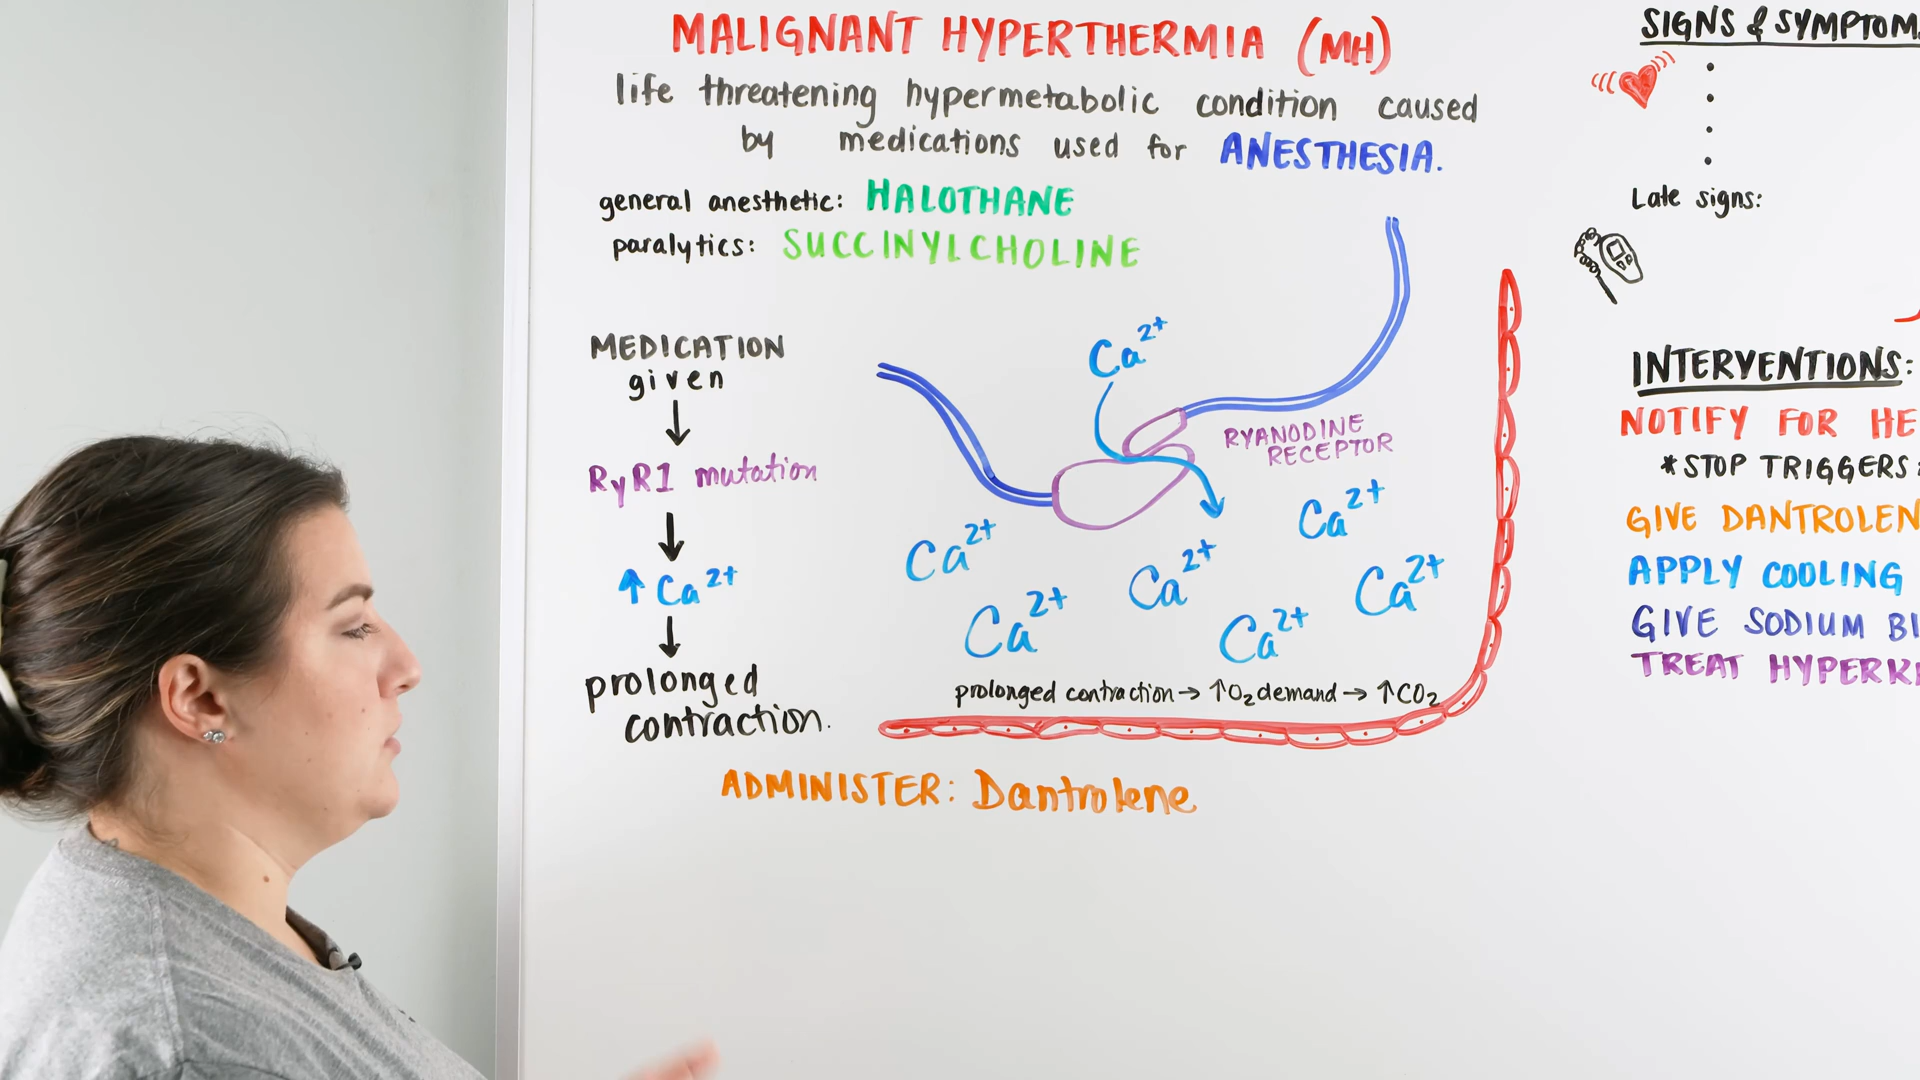 MALIGNANT HYPERTHERMIA (MH)
life threatening hypermetabolic condition caused
by medications used for ANESTHESIA.
general anesthetic: HALOTHANE
paralytics: SUCCINYLCHOLINE
MEDICATION
given
↓
RyR1 mutation
↓
↑ Ca²⁺
↓
prolonged
contraction.
Ca²⁺
RYANODINE
RECEPTOR
Ca²⁺
Ca²⁺
Ca²⁺
Ca²⁺
Ca²⁺
Ca²⁺
prolonged contraction → ↑O₂ demand → ↑CO₂
ADMINISTER: Dantrolene
SIGNS & SYMPTOM
•
•
•
•
Late signs:
INTERVENTIONS:
NOTIFY FOR HE
*STOP TRIGGERS
GIVE DANTROLEN
APPLY COOLING
GIVE SODIUM BI
TREAT HYPERK